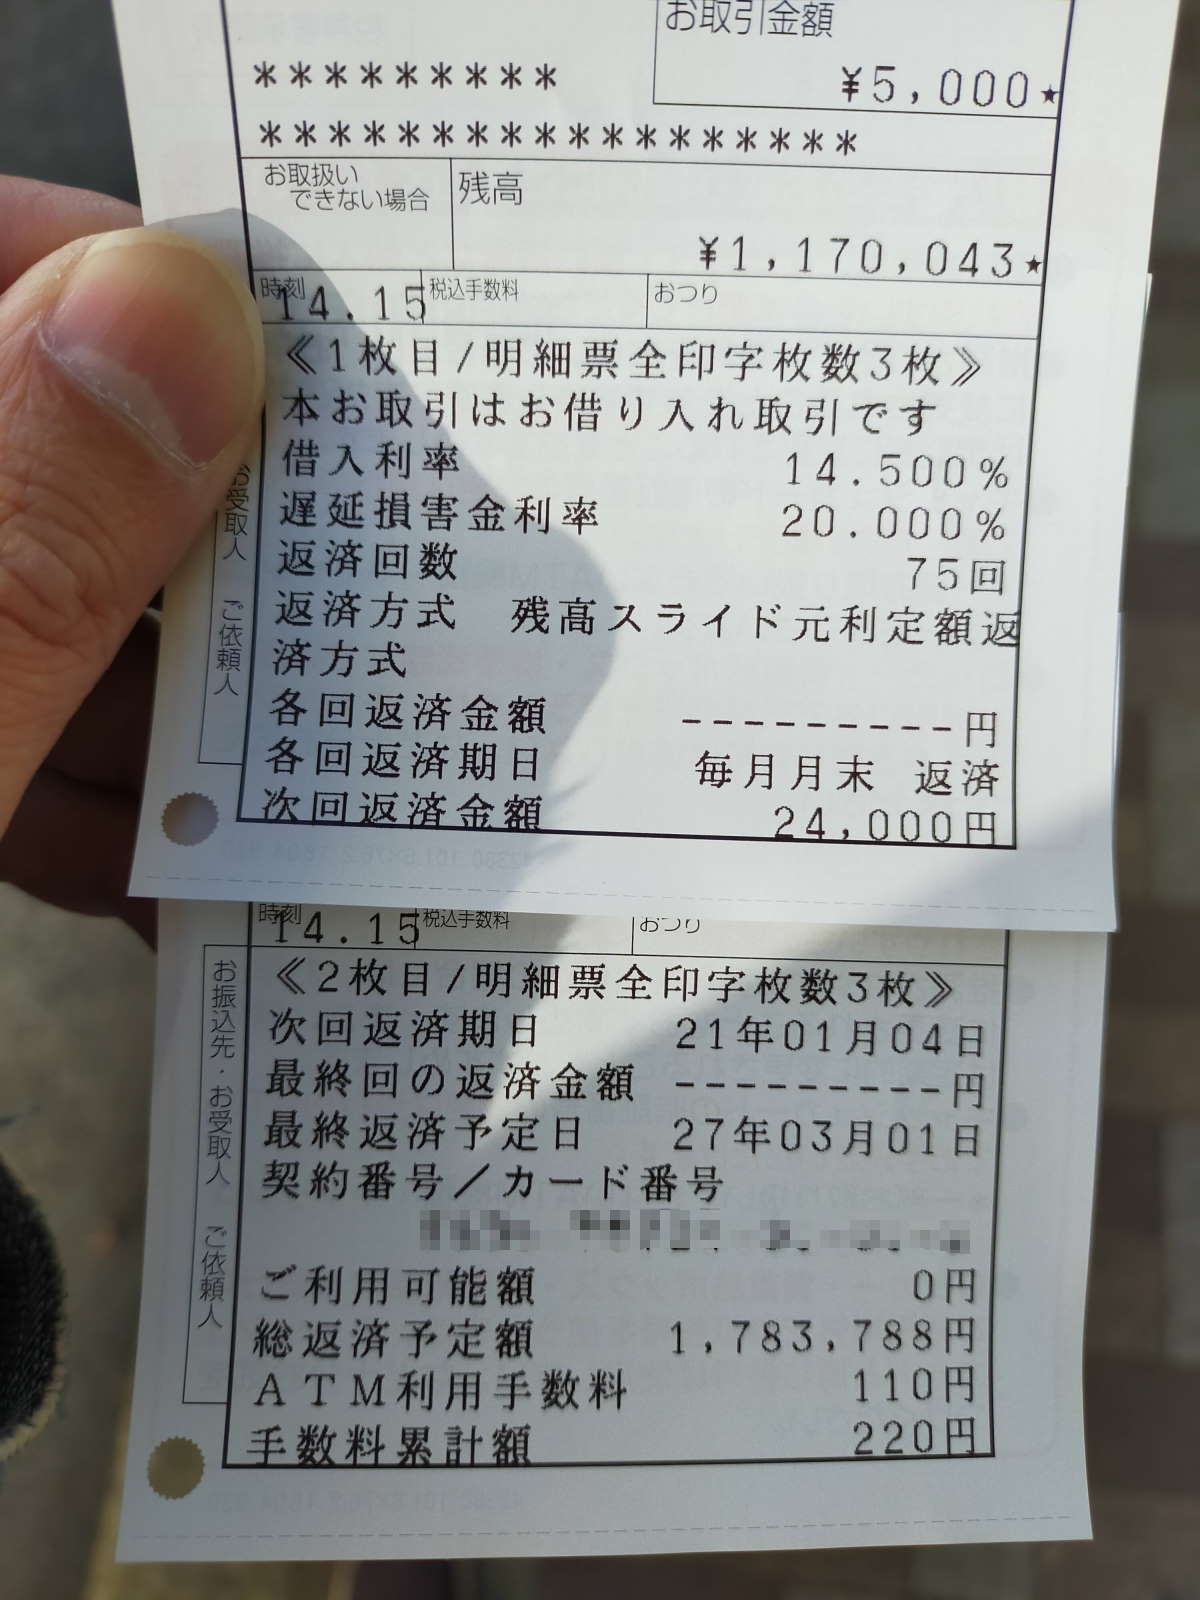 お取引金額
*********
¥5,000★
*****************
お取扱い
できない場合
残高
¥1,170,043★
時刻
14.15
税込手数料
おつり
《1枚目/明細票全印字枚数3枚》
本お取引はお借り入れ取引です
借入利率 14.500%
遅延損害金利率 20.000%
返済回数 75回
返済方式 残高スライド元利定額返
済方式
各回返済金額 ---------円
各回返済期日 毎月月末 返済
次回返済金額 24,000円
お受取人
ご依頼人
時刻
14.15
税込手数料
おつり
《2枚目/明細票全印字枚数3枚》
次回返済期日 21年01月04日
最終回の返済金額 ---------円
最終返済予定日 27年03月01日
契約番号/カード番号
ご利用可能額 0円
総返済予定額 1,783,788円
ATM利用手数料 110円
手数料累計額 220円
お振込先・お受取人
ご依頼人